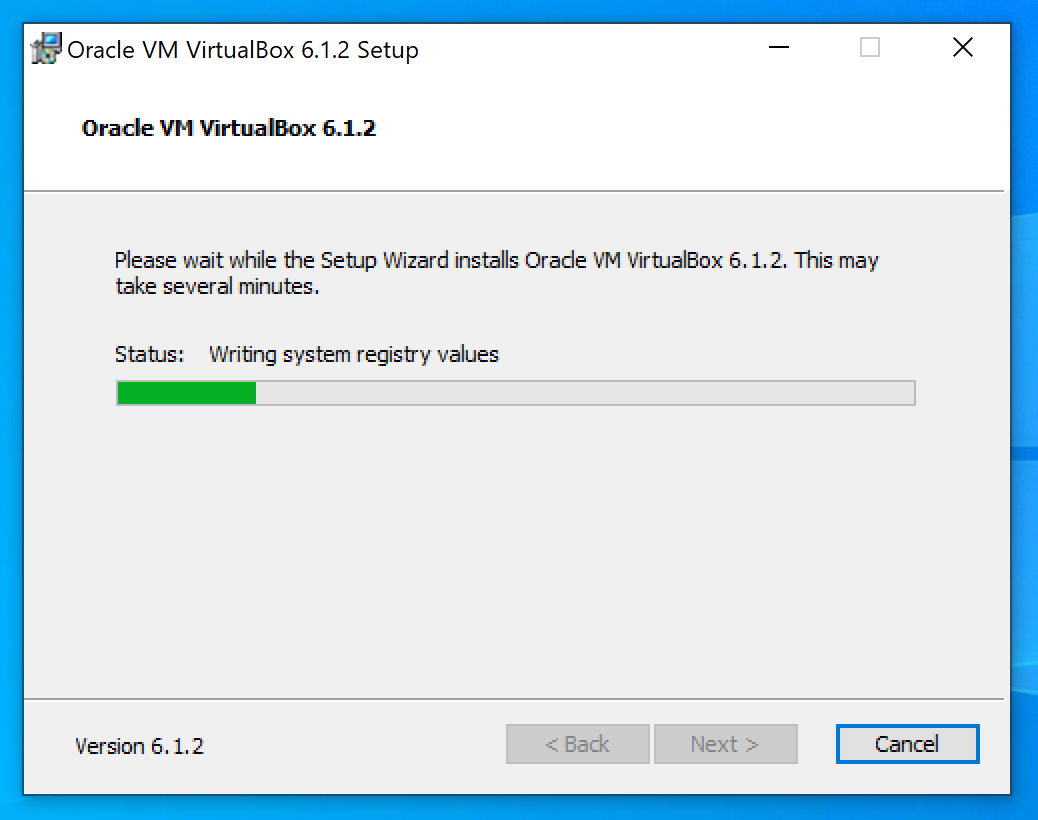 Oracle VM VirtualBox 6.1.2 Setup
Oracle VM VirtualBox 6.1.2
Please wait while the Setup Wizard installs Oracle VM VirtualBox 6.1.2. This may
take several minutes.
Status: Writing system registry values
Version 6.1.2
< Back
Next >
Cancel